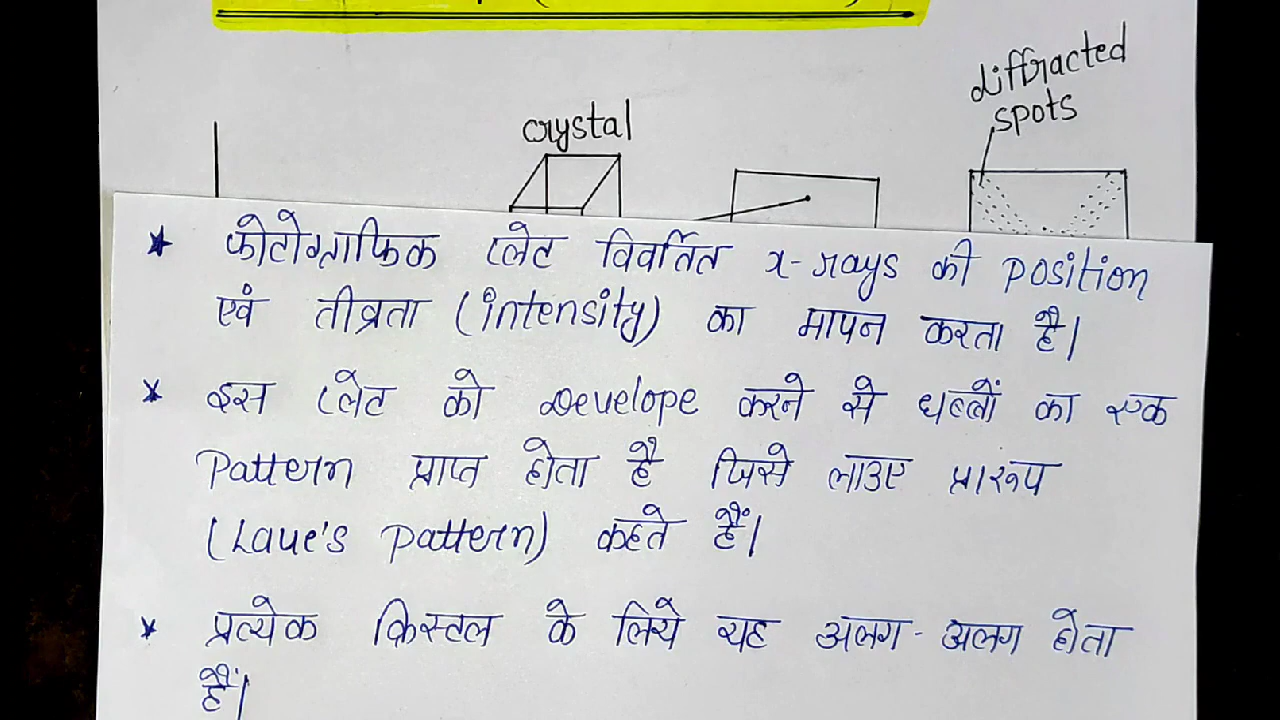 crystal
diffracted
spots
* फोटोग्राफिक प्लेट विवर्तित x-rays की position
एवं तीव्रता (intensity) का मापन करता है।
* इस प्लेट को Develope करने से धब्बों का एक
Pattern प्राप्त होता है जिसे लाउए प्रारूप
(Laue's pattern) कहते हैं।
* प्रत्येक क्रिस्टल के लिये यह अलग-अलग होता
हैं।